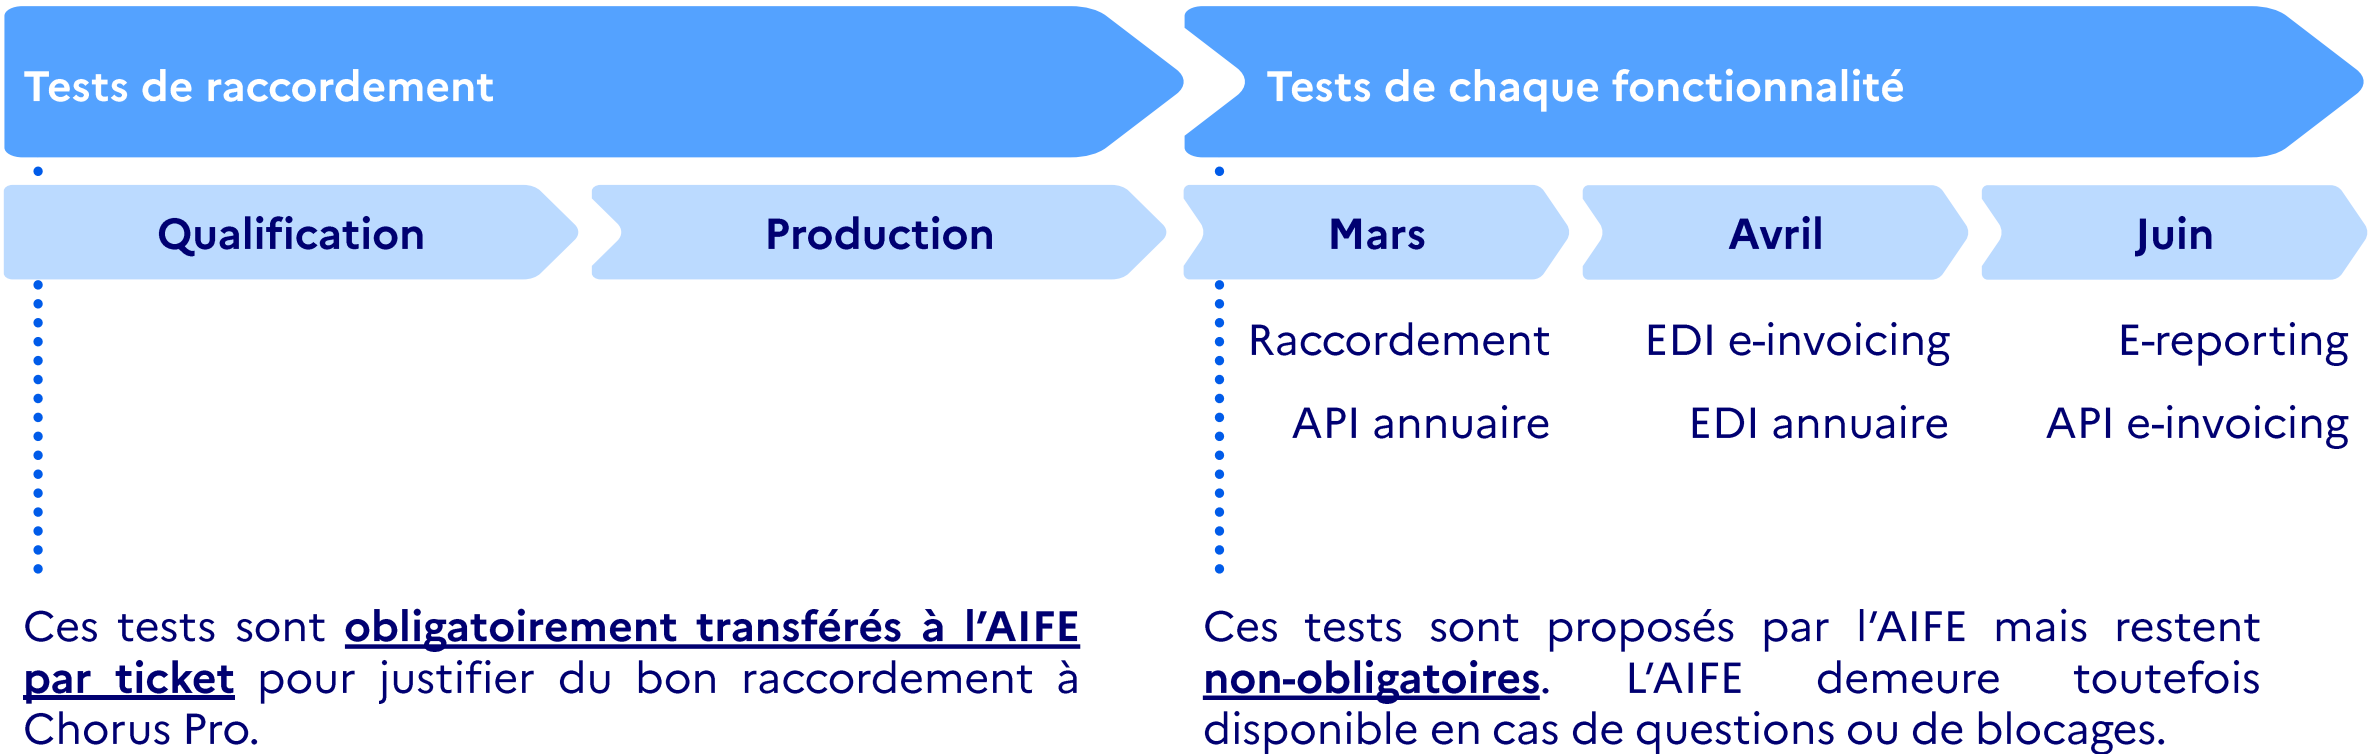 Tests de raccordement
Tests de chaque fonctionnalité
Qualification
Production
Mars
Avril
Juin
Raccordement
EDI e-invoicing
E-reporting
API annuaire
EDI annuaire
API e-invoicing
Ces tests sont obligatoirement transférés à l’AIFE
par ticket pour justifier du bon raccordement à
Chorus Pro.
Ces tests sont proposés par l’AIFE mais restent
non-obligatoires. L’AIFE demeure toutefois
disponible en cas de questions ou de blocages.